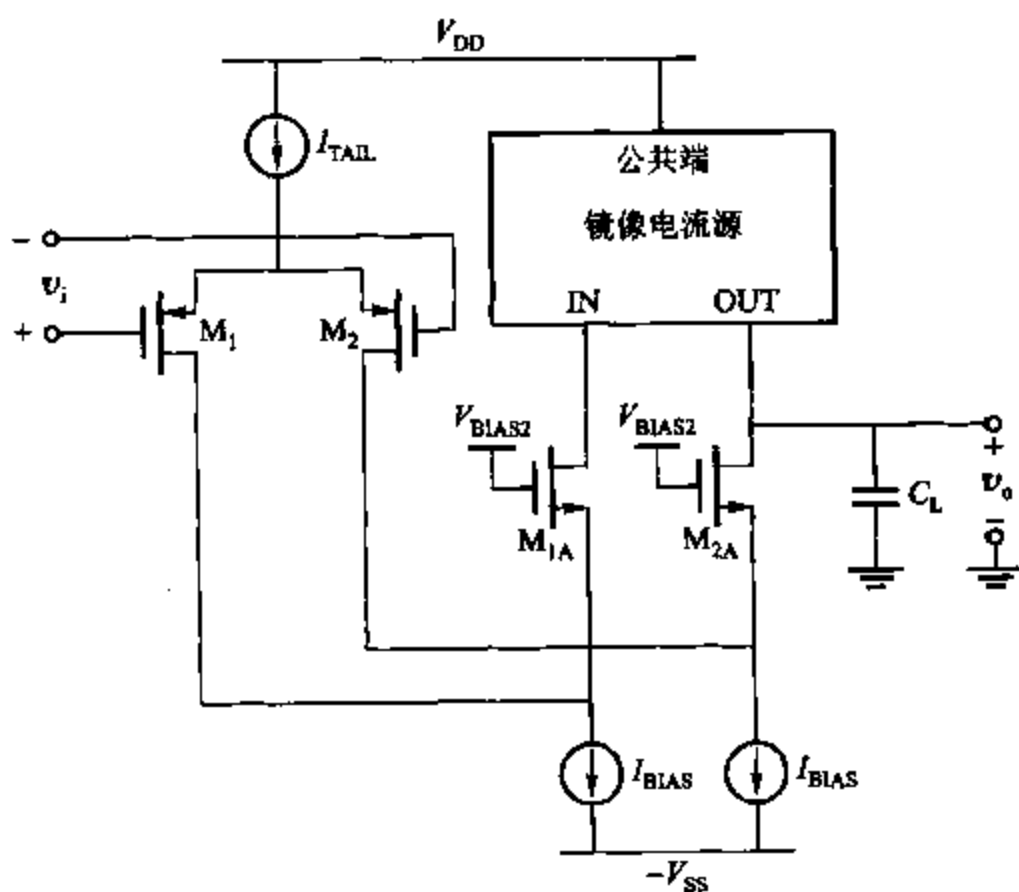 V_DD
I_TAIL
公共端
镜像电流源
IN OUT
−
v_i
+
M_1
M_2
V_BIAS2
V_BIAS2
M_1A
M_2A
C_L
+
v_o
−
I_BIAS
I_BIAS
−V_SS